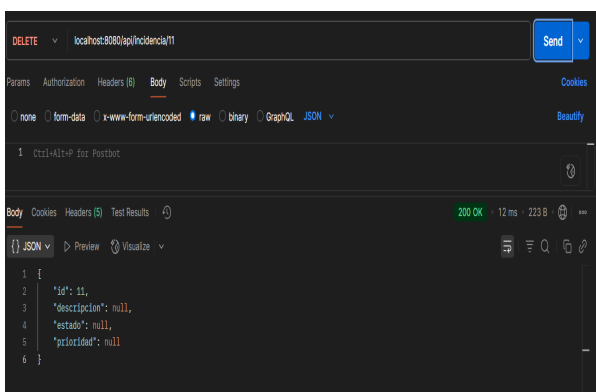 DELETE localhost:8080/api/incidencia/11 Send
Params Authorization Headers (6) Body Scripts Settings Cookies
none form-data x-www-form-urlencoded raw binary GraphQL JSON Beautify
1 Ctrl+Alt+P for Postbot
Body Cookies Headers (5) Test Results 200 OK • 12 ms • 223 B
{} JSON Preview Visualize
1 {
2 "id": 11,
3 "descripcion": null,
4 "estado": null,
5 "prioridad": null
6 }